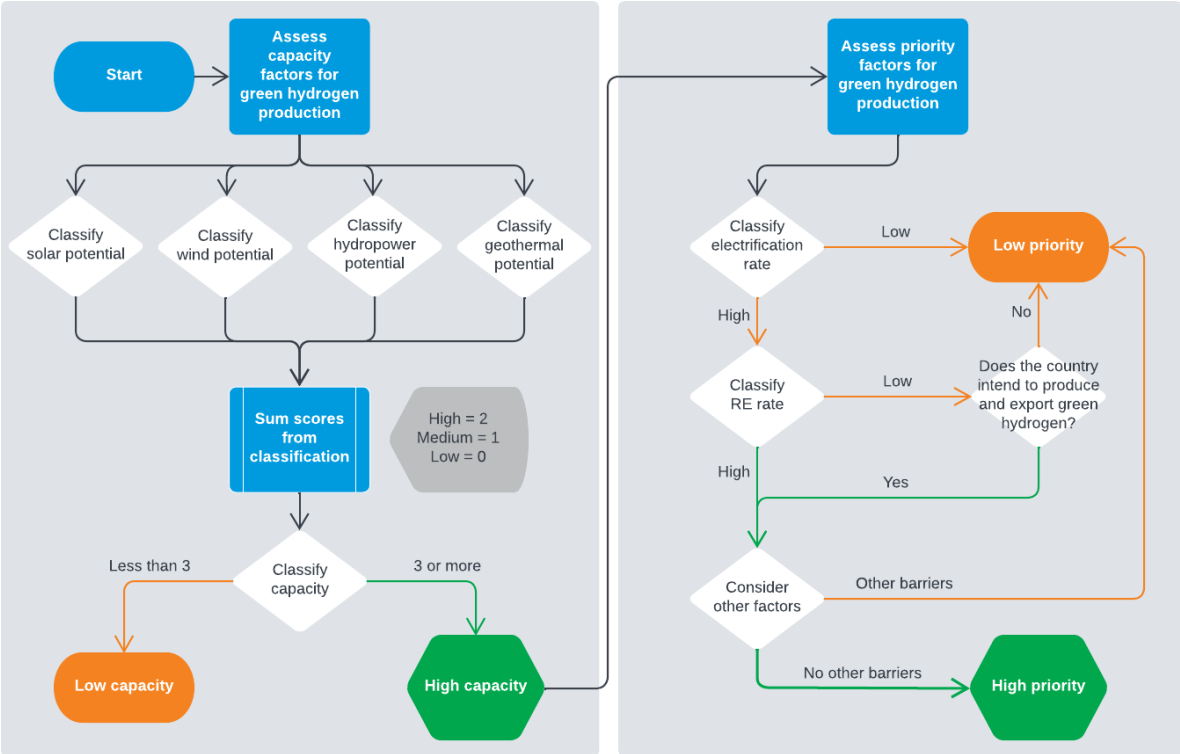 Start
Assess
capacity
factors for
green hydrogen
production
Classify
solar potential
Classify
wind potential
Classify
hydropower
potential
Classify
geothermal
potential
Sum scores
from
classification
High = 2
Medium = 1
Low = 0
Classify
capacity
Less than 3
3 or more
Low capacity
High capacity
Assess priority
factors for
green hydrogen
production
Classify
electrification
rate
Low
Low priority
High
No
Classify
RE rate
Low
Does the country
intend to produce
and export green
hydrogen?
High
Yes
Consider
other factors
Other barriers
No other barriers
High priority